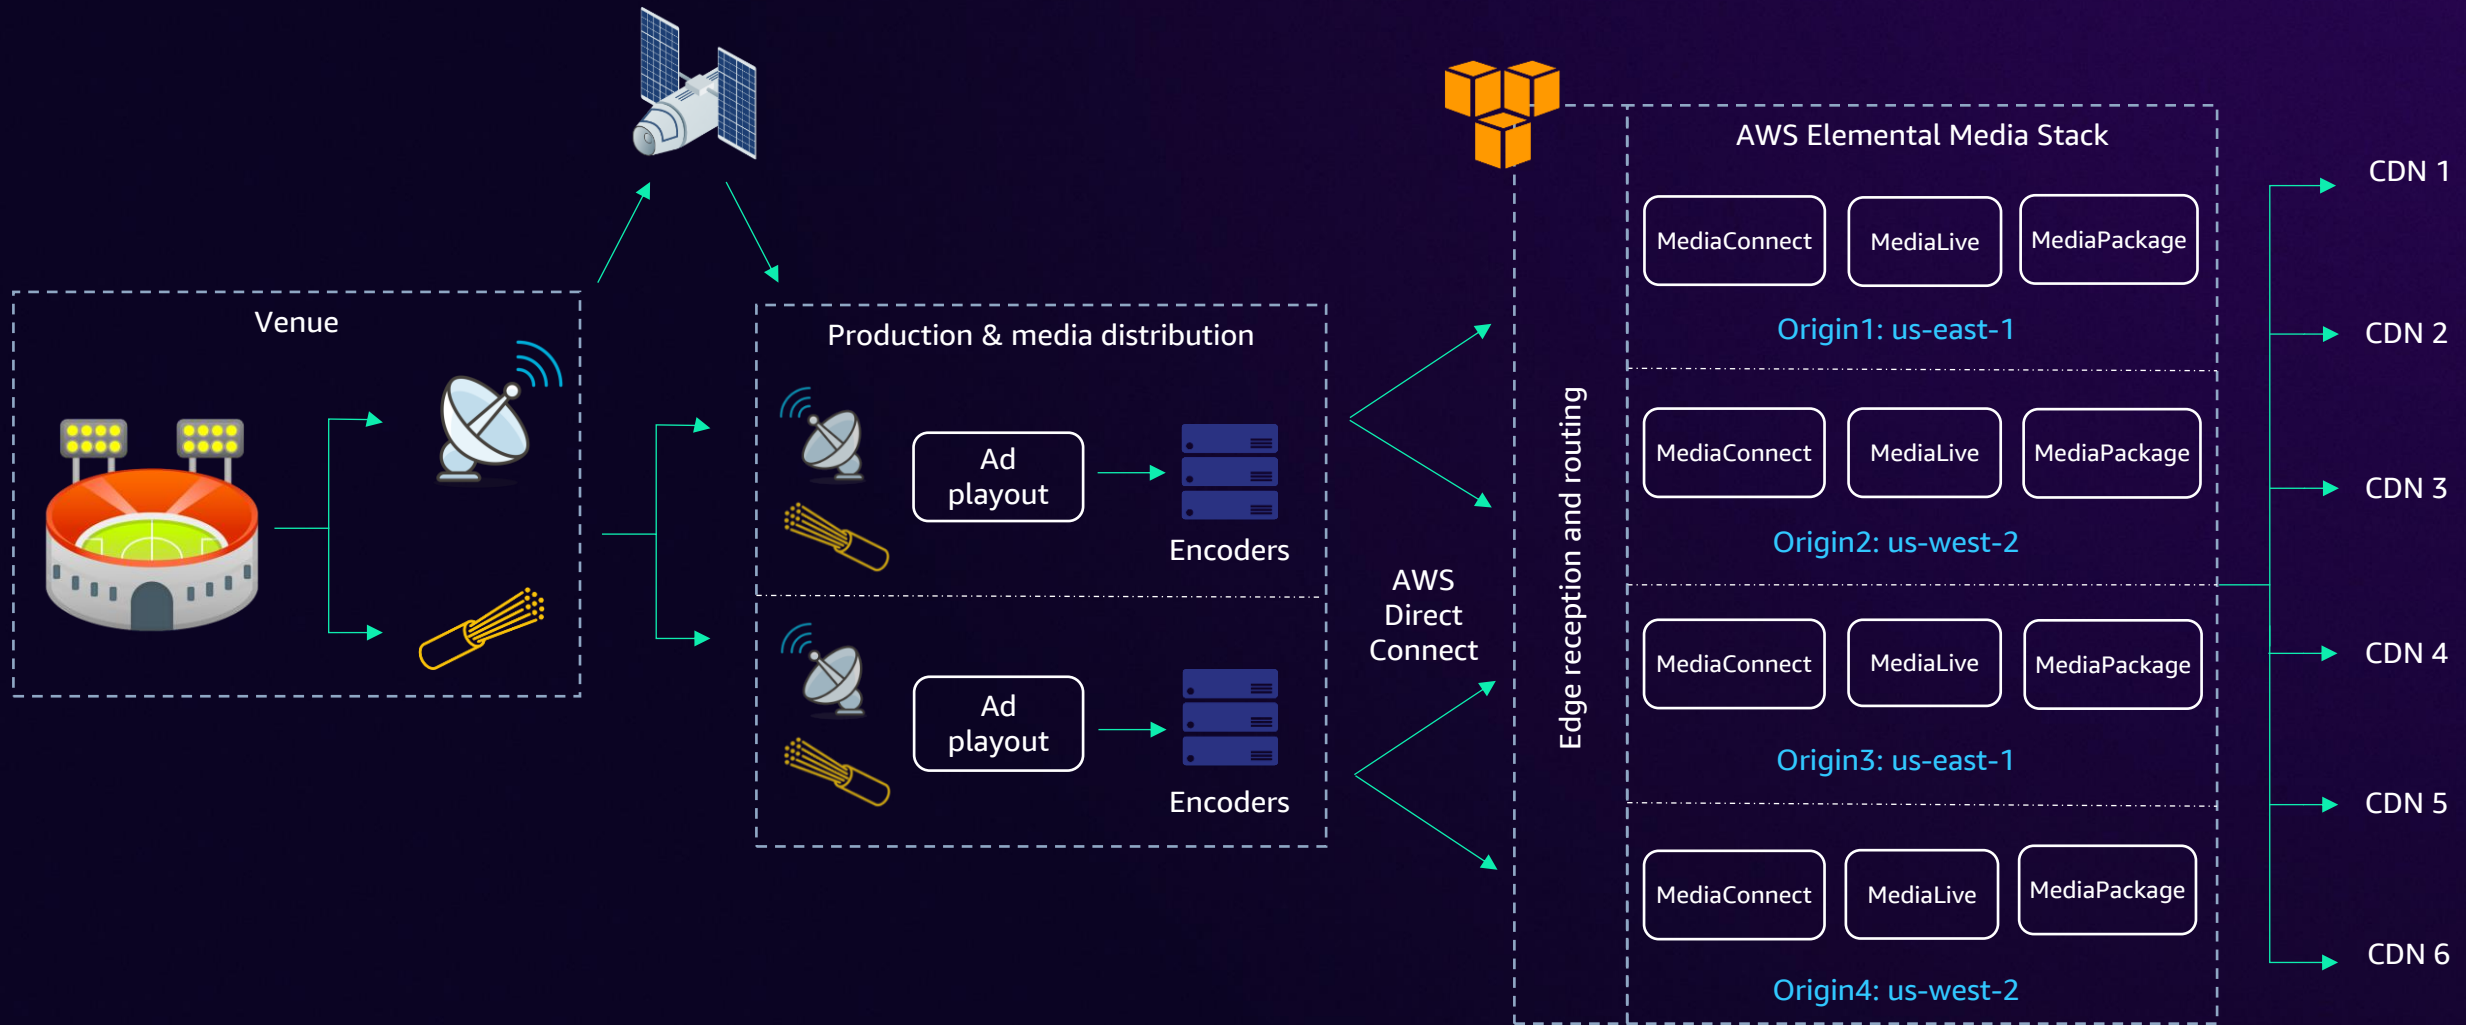 Venue
Production & media distribution
Ad
playout
Encoders
Ad
playout
Encoders
AWS
Direct
Connect
Edge reception and routing
AWS Elemental Media Stack
MediaConnect
MediaLive
MediaPackage
Origin1: us-east-1
MediaConnect
MediaLive
MediaPackage
Origin2: us-west-2
MediaConnect
MediaLive
MediaPackage
Origin3: us-east-1
MediaConnect
MediaLive
MediaPackage
Origin4: us-west-2
CDN 1
CDN 2
CDN 3
CDN 4
CDN 5
CDN 6